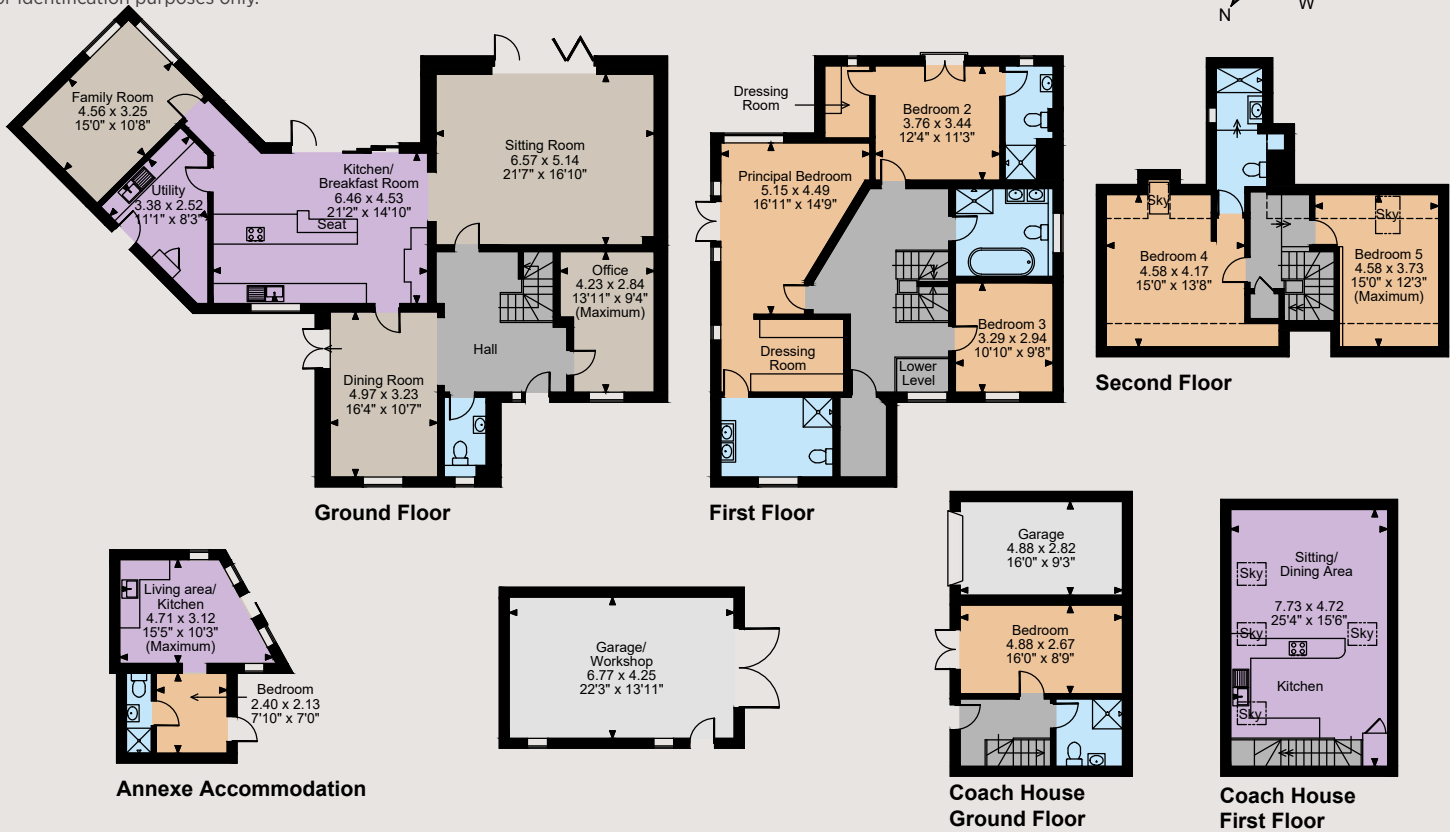 or identification purposes only.
N
W
Family Room
4.56 x 3.25
15'0" x 10'8"
Utility
3.38 x 2.52
11'1" x 8'3"
Kitchen/
Breakfast Room
6.46 x 4.53
21'2" x 14'10"
Seat
Sitting Room
6.57 x 5.14
21'7" x 16'10"
Office
4.23 x 2.84
13'11" x 9'4"
(Maximum)
Hall
Dining Room
4.97 x 3.23
16'4" x 10'7"
Ground Floor
Dressing
Room
Bedroom 2
3.76 x 3.44
12'4" x 11'3"
Principal Bedroom
5.15 x 4.49
16'11" x 14'9"
Bedroom 3
3.29 x 2.94
10'10" x 9'8"
Dressing
Room
Lower
Level
First Floor
Sky
Sky
Bedroom 4
4.58 x 4.17
15'0" x 13'8"
Bedroom 5
4.58 x 3.73
15'0" x 12'3"
(Maximum)
Second Floor
Living area/
Kitchen
4.71 x 3.12
15'5" x 10'3"
(Maximum)
Bedroom
2.40 x 2.13
7'10" x 7'0"
Annexe Accommodation
Garage/
Workshop
6.77 x 4.25
22'3" x 13'11"
Garage
4.88 x 2.82
16'0" x 9'3"
Bedroom
4.88 x 2.67
16'0" x 8'9"
Coach House
Ground Floor
Sitting/
Dining Area
Sky
7.73 x 4.72
25'4" x 15'6"
Sky
Sky
Kitchen
Sky
Coach House
First Floor